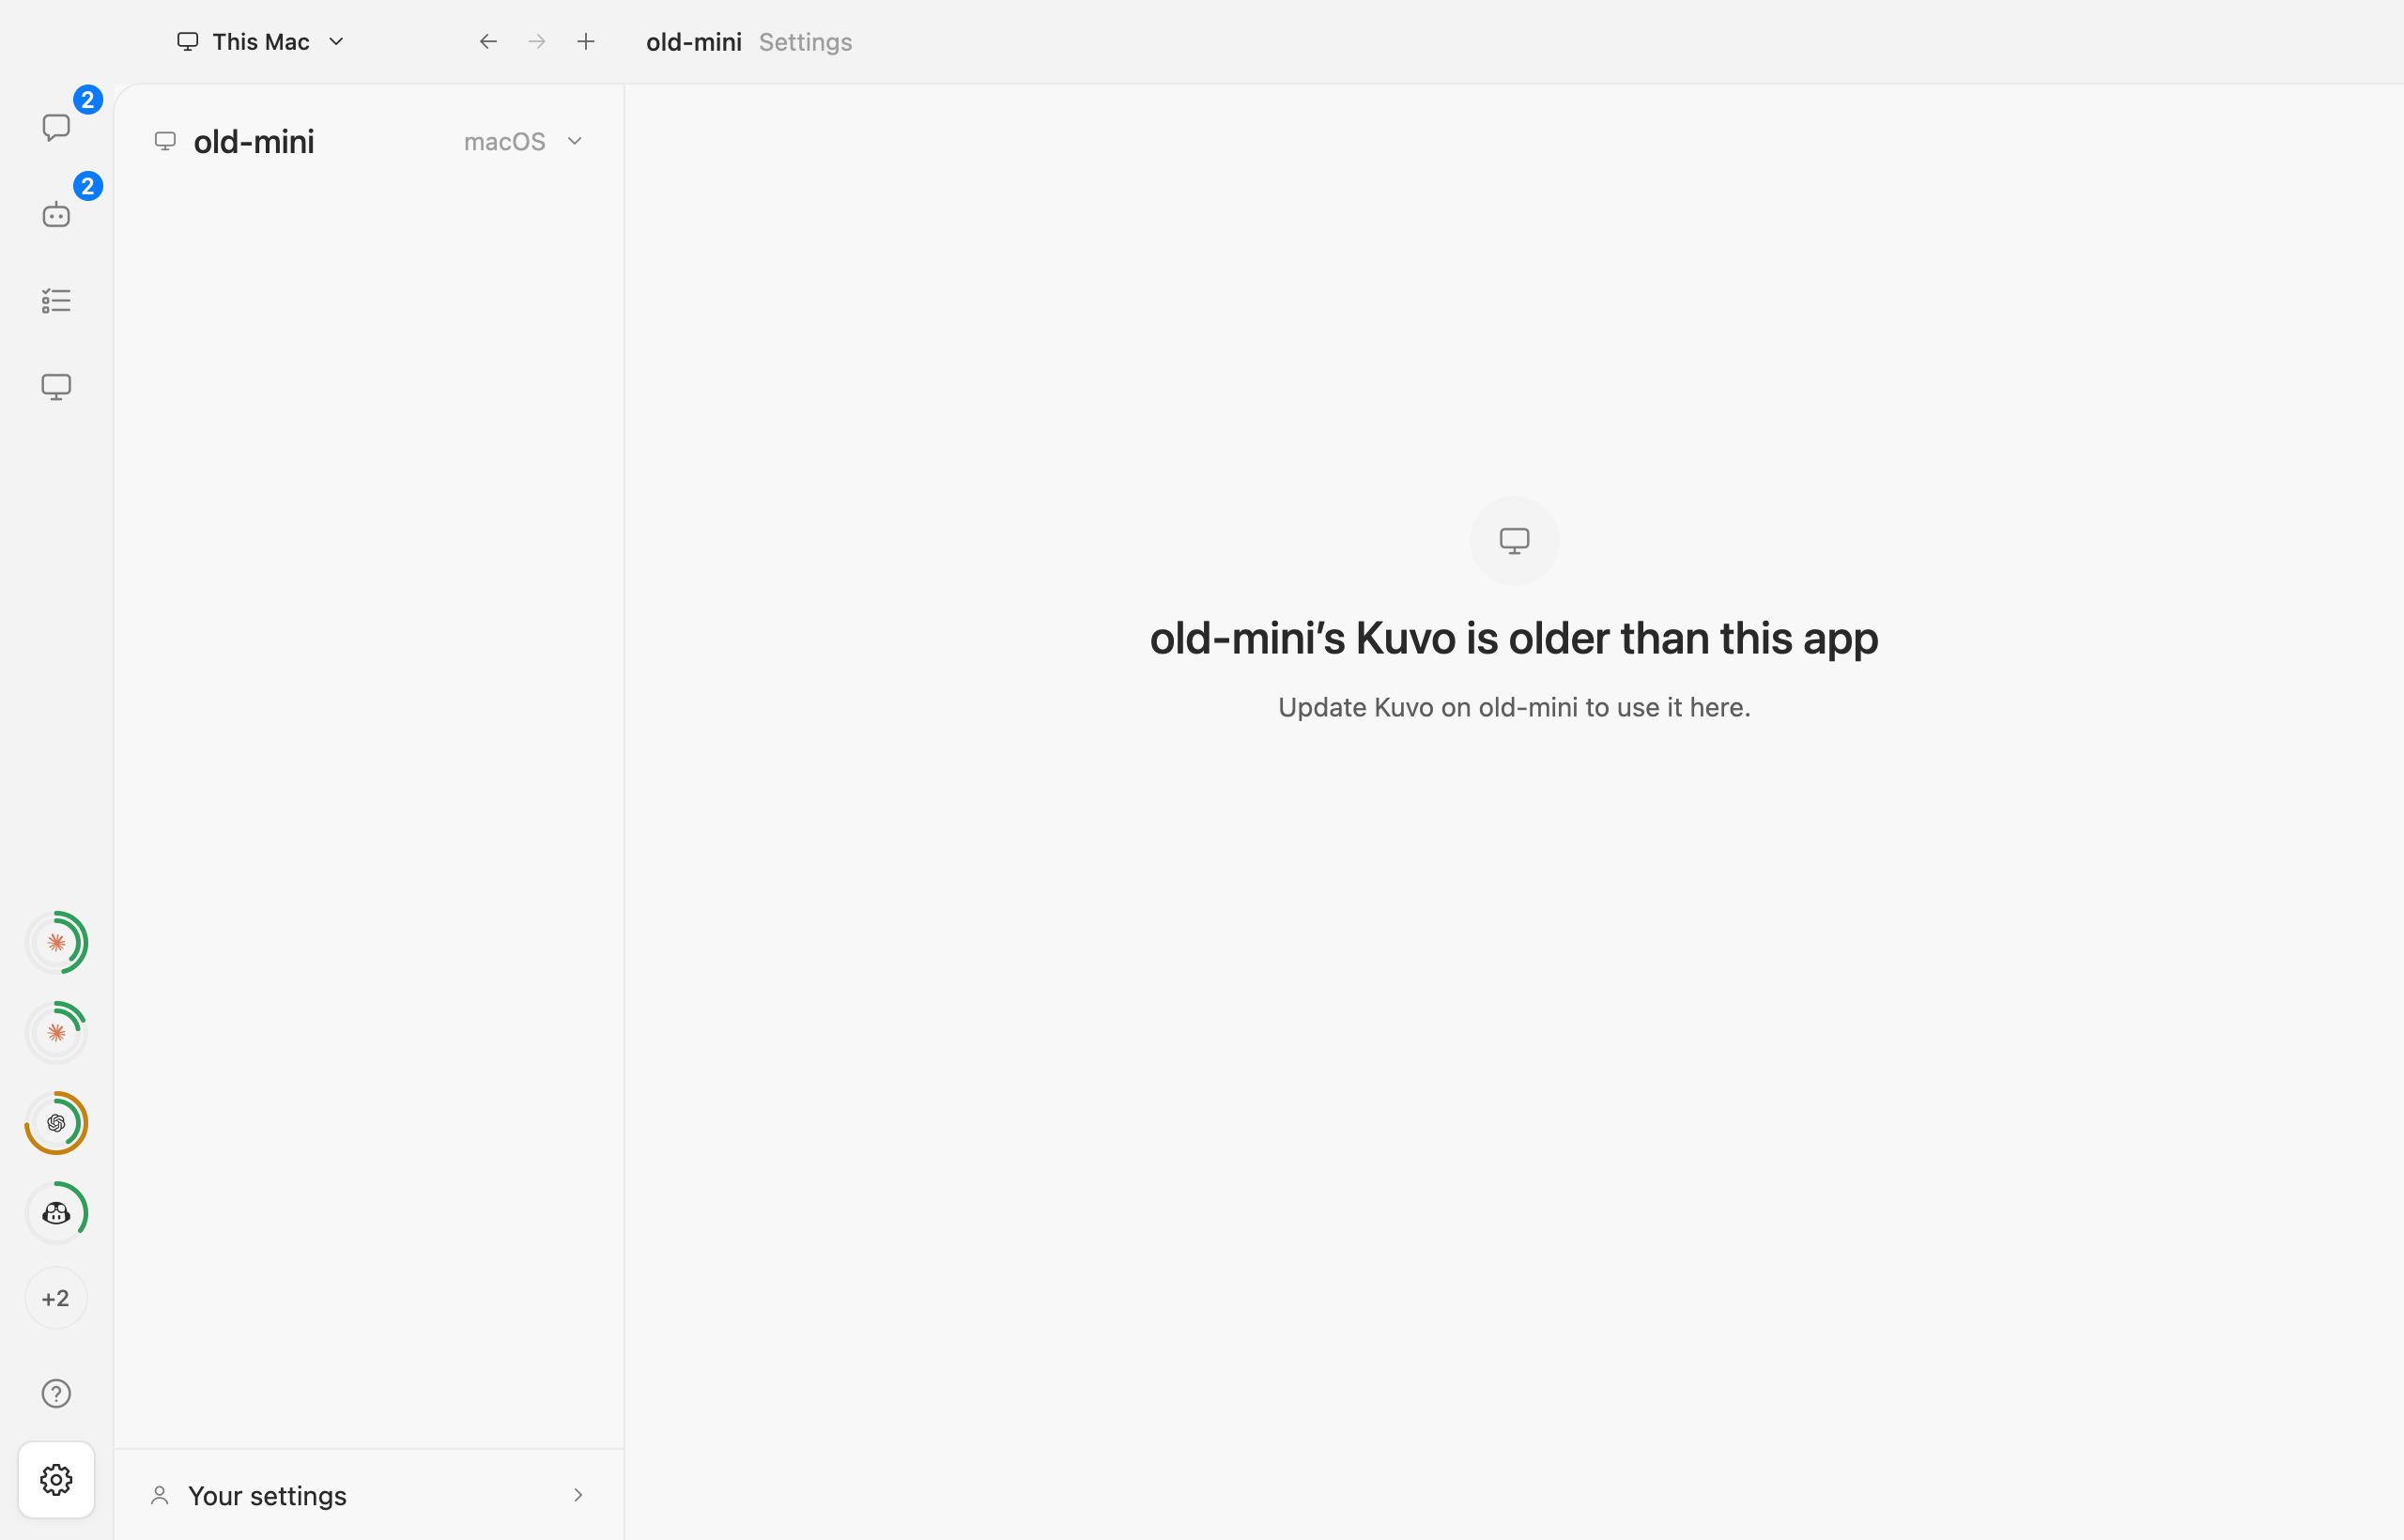 This Mac
old-mini Settings
2
old-mini macOS
2
old-mini’s Kuvo is older than this app
Update Kuvo on old-mini to use it here.
+2
?
Your settings